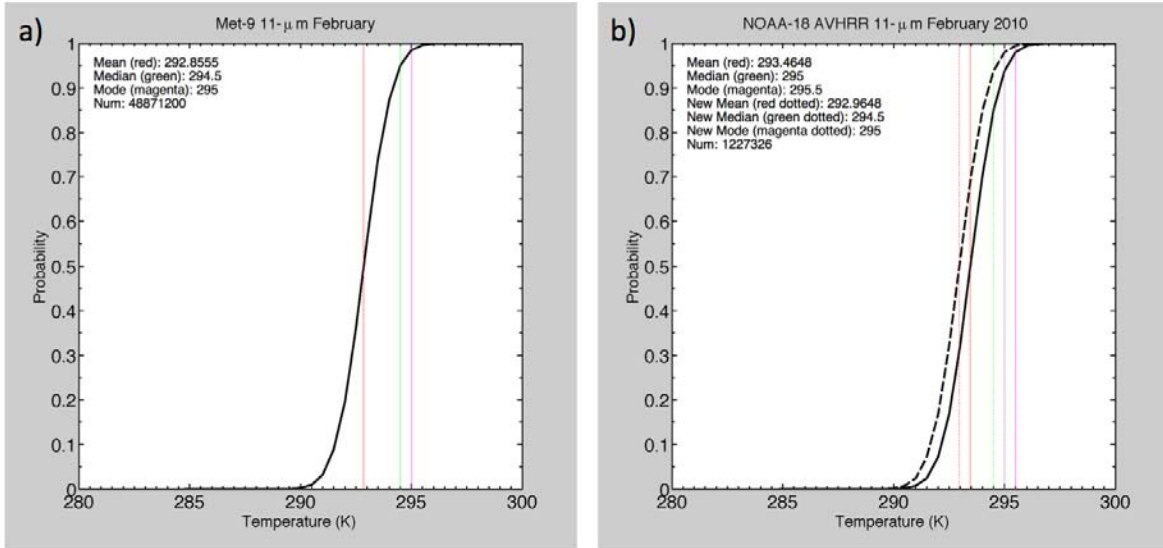 a)
Met-9 11-μm February
Mean (red): 292.8555
Median (green): 294.5
Mode (magenta): 295
Num: 48871200
1
0.9
0.8
0.7
0.6
0.5
0.4
0.3
0.2
0.1
0
Probability
280
285
290
295
300
Temperature (K)
b)
NOAA-18 AVHRR 11-μm February 2010
Mean (red): 293.4648
Median (green): 295
Mode (magenta): 295.5
New Mean (red dotted): 292.9648
New Median (green dotted): 294.5
New Mode (magenta dotted): 295
Num: 1227326
1
0.9
0.8
0.7
0.6
0.5
0.4
0.3
0.2
0.1
0
Probability
280
285
290
295
300
Temperature (K)